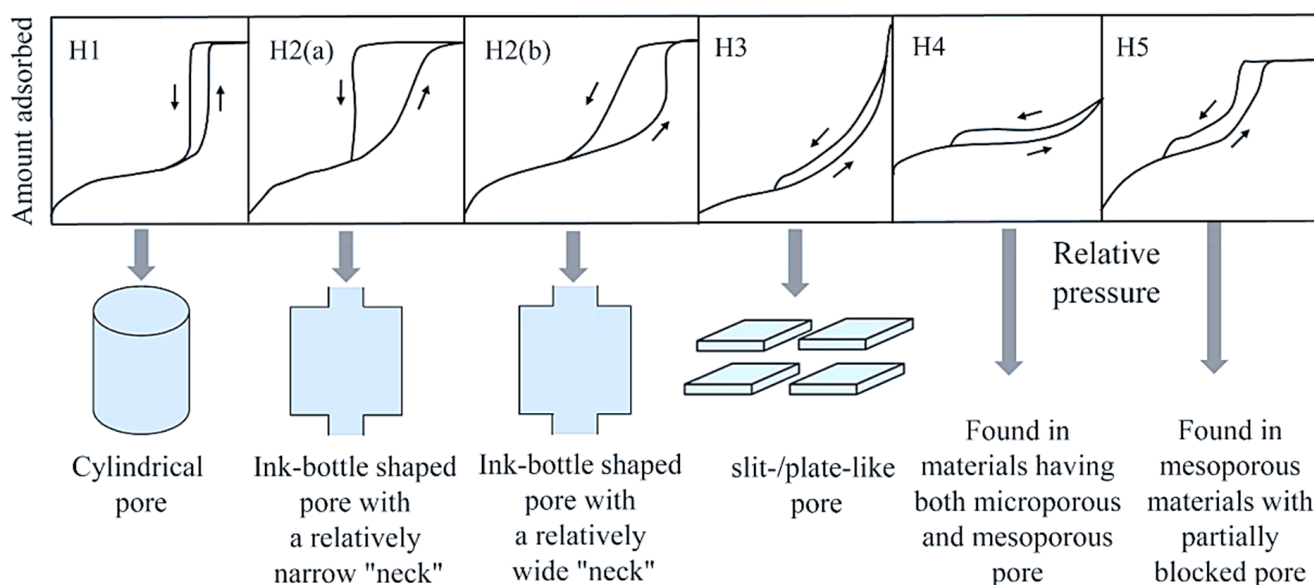 Amount adsorbed
H1
H2(a)
H2(b)
H3
H4
H5
Relative
pressure
Cylindrical
pore
Ink-bottle shaped
pore with
a relatively
narrow "neck"
Ink-bottle shaped
pore with
a relatively
wide "neck"
slit-/plate-like
pore
Found in
materials having
both microporous
and mesoporous
pore
Found in
mesoporous
materials with
partially
blocked pore